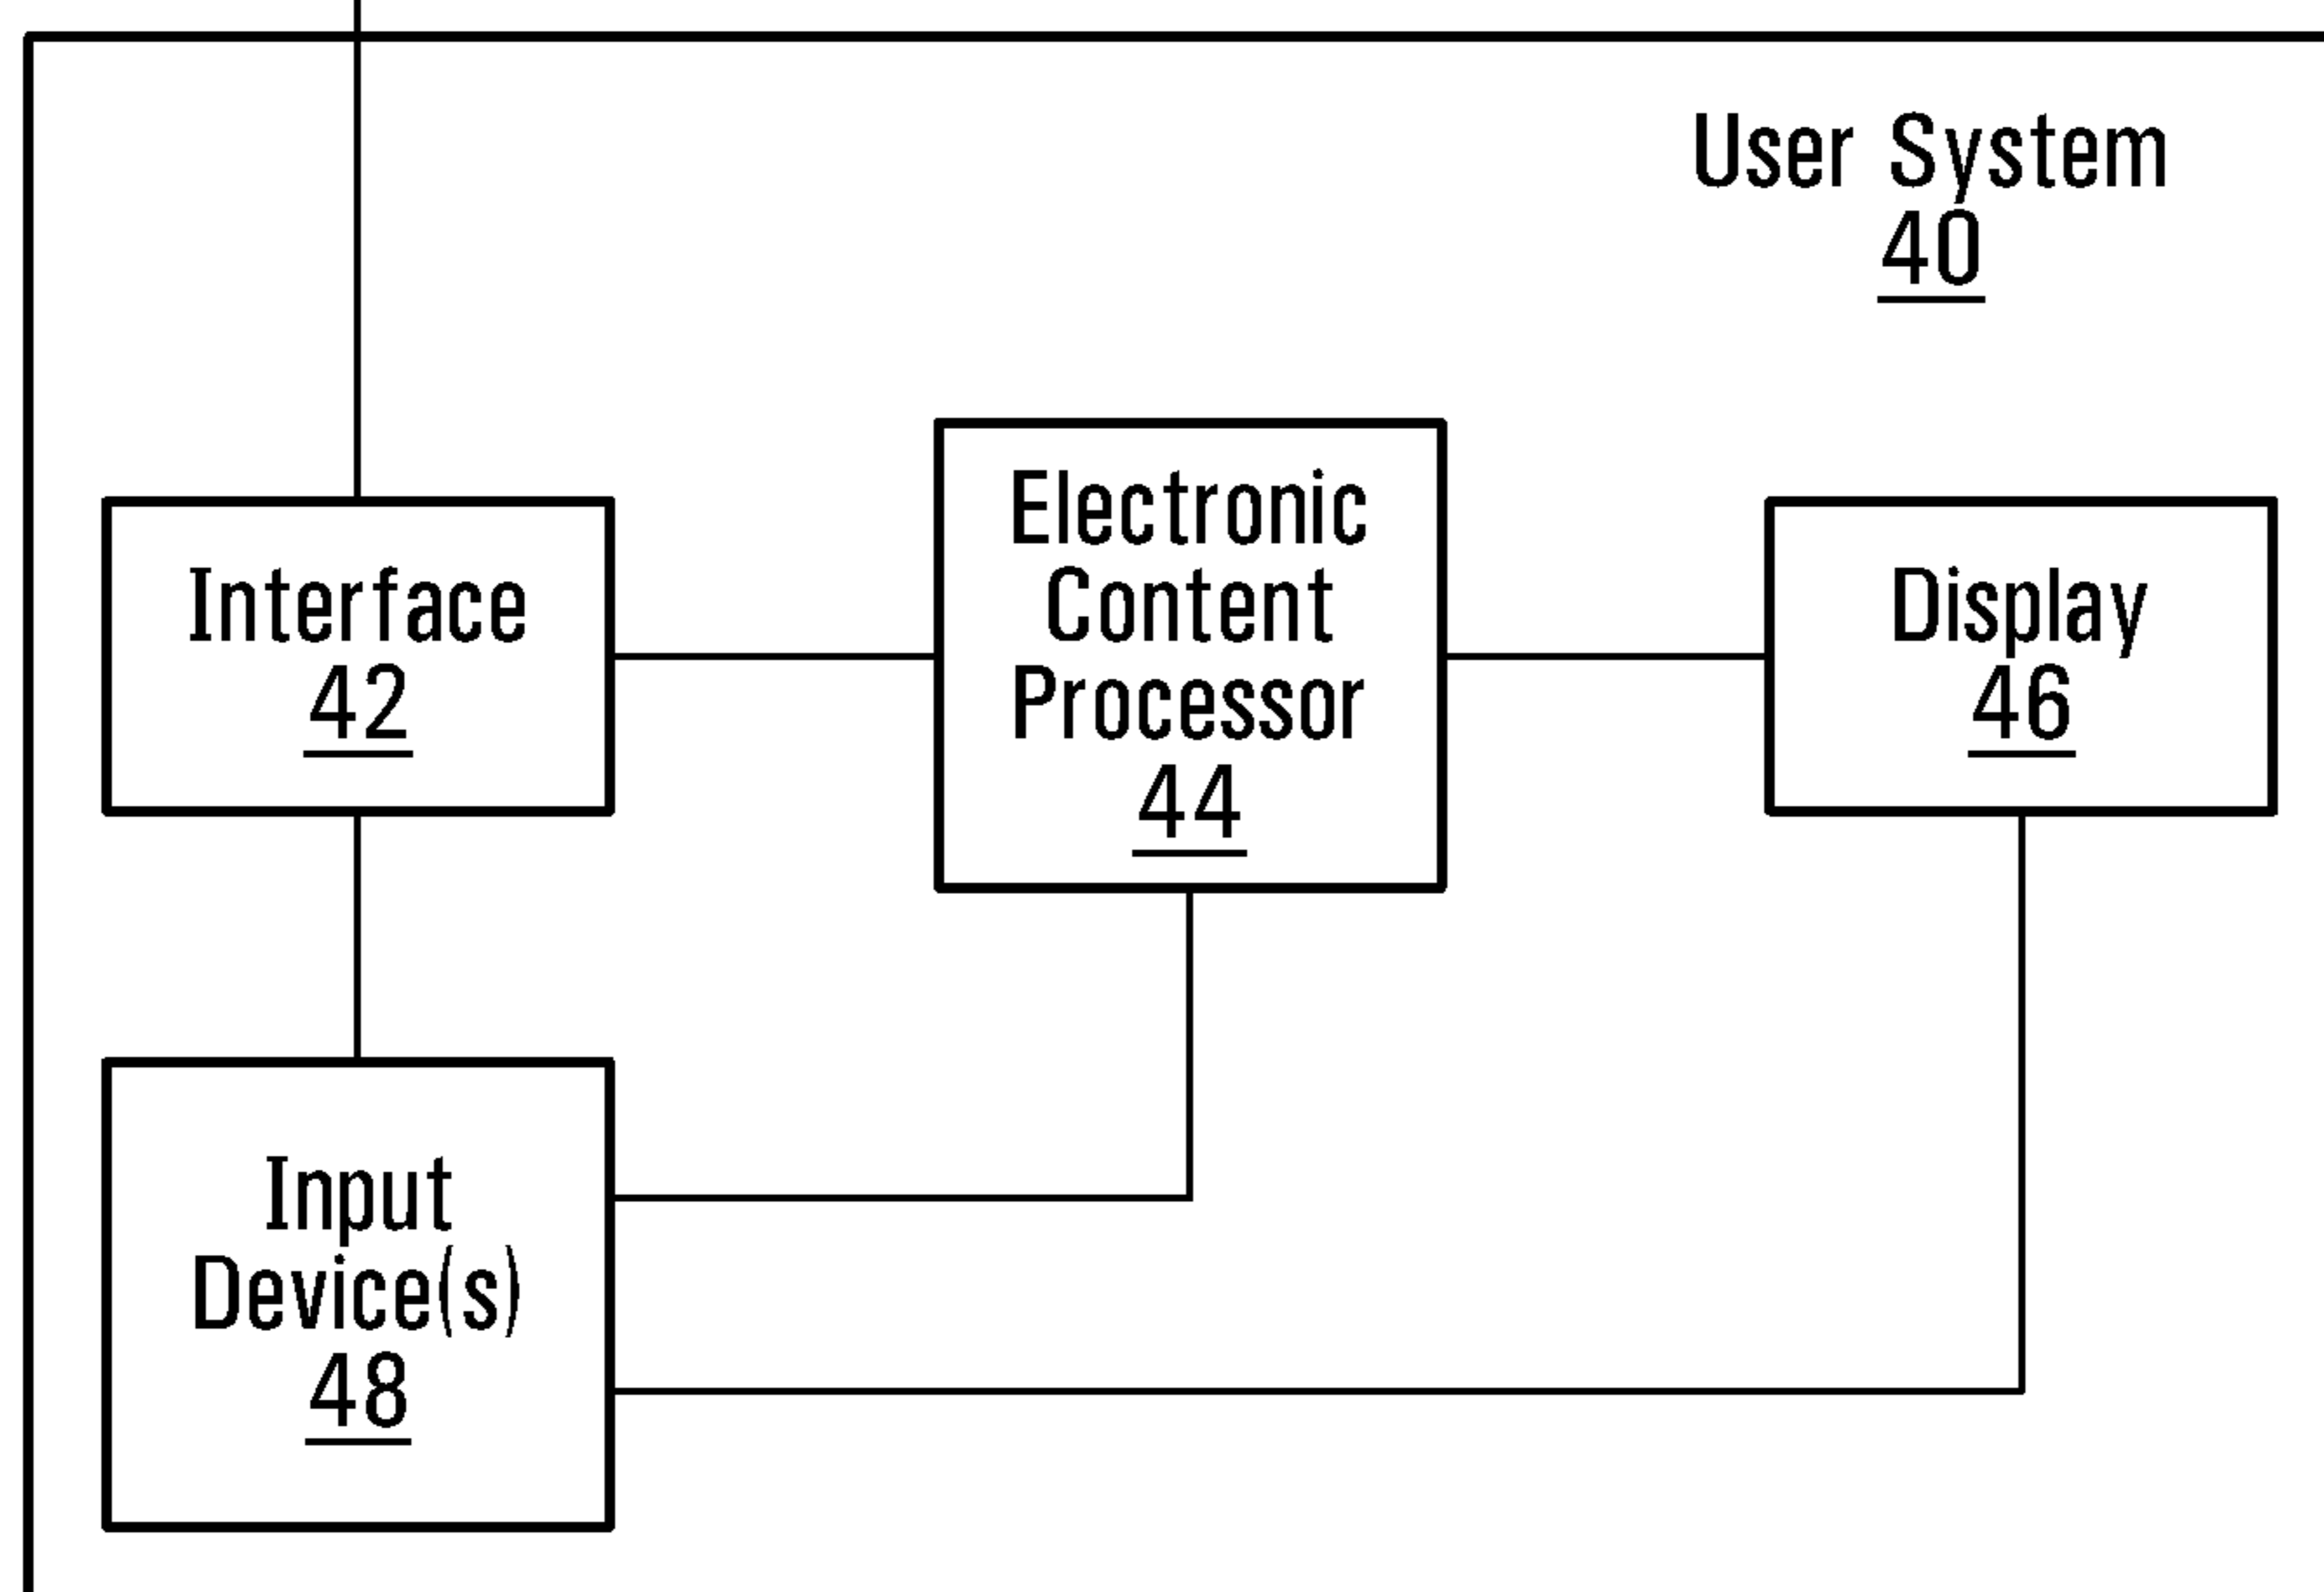 User System
40
Interface
42
Electronic
Content
Processor
44
Display
46
Input
Device(s)
48